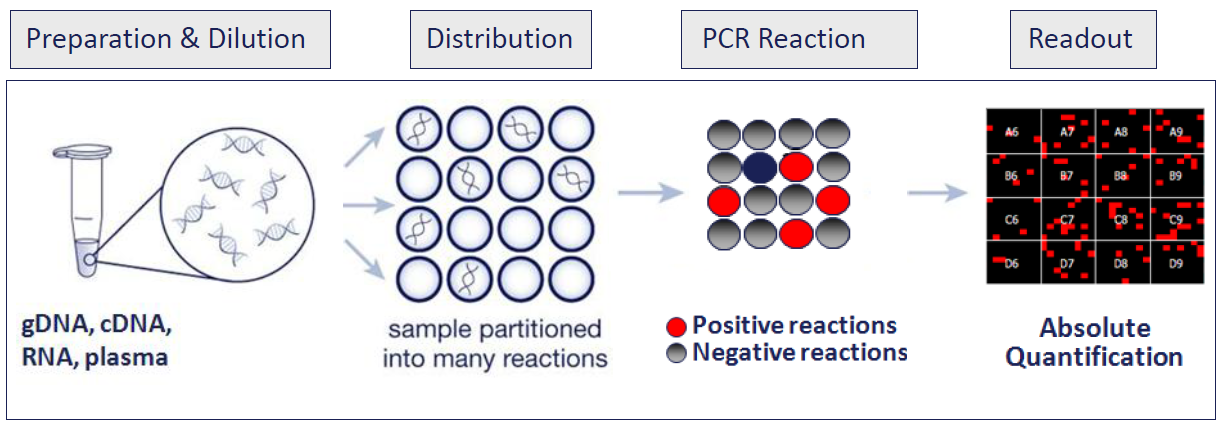 Preparation & Dilution
Distribution
PCR Reaction
Readout
gDNA, cDNA,
RNA, plasma
sample partitioned
into many reactions
Positive reactions
Negative reactions
A6 A7 A8 A9
B6 B7 B8 B9
C6 C7 C8 C9
D6 D7 D8 D9
Absolute
Quantification